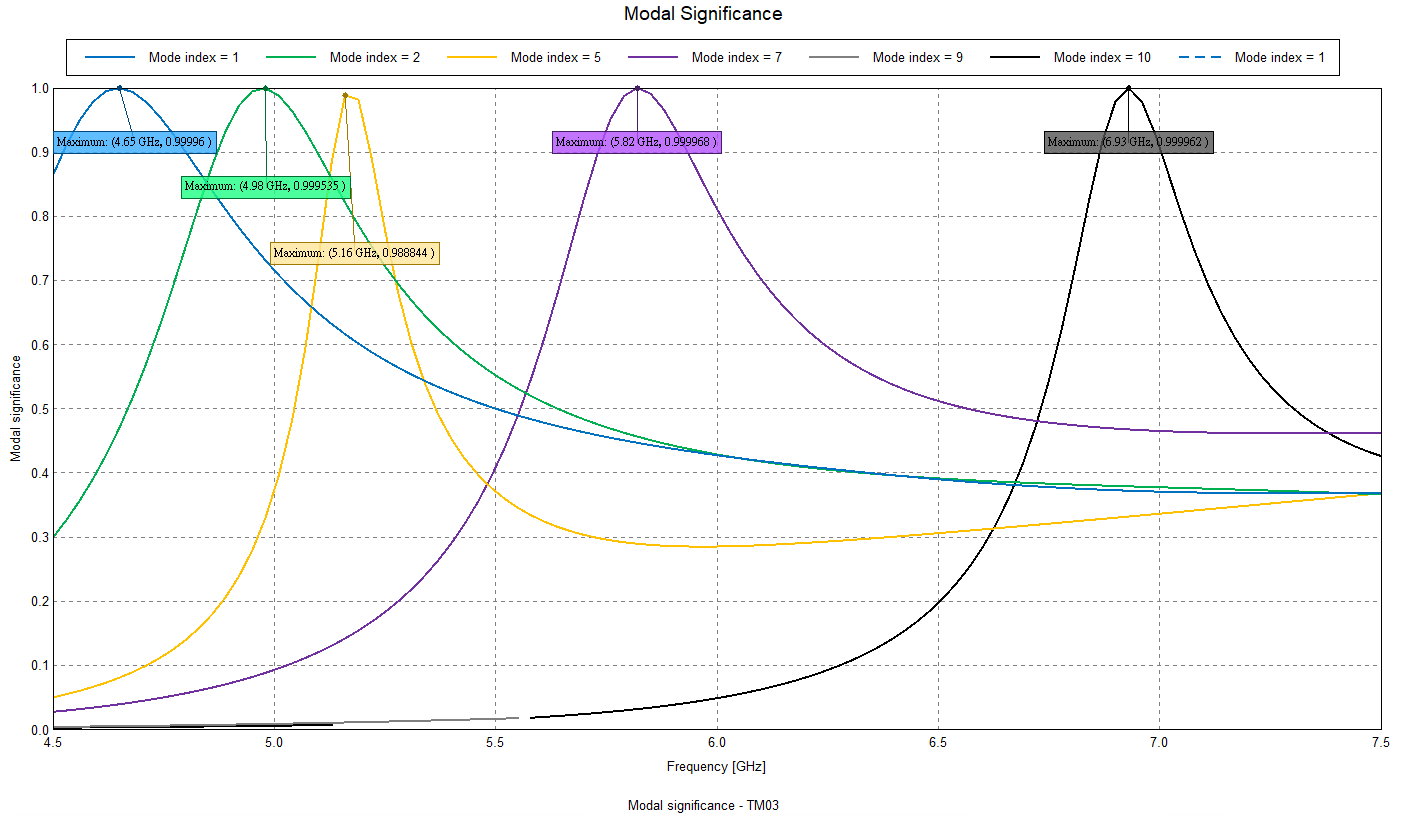 Modal Significance
Mode index = 1 Mode index = 2 Mode index = 5 Mode index = 7 Mode index = 9 Mode index = 10 Mode index = 1
1.0
Maximum: (4.65 GHz, 0.99996 ) Maximum: (5.82 GHz, 0.999968 ) Maximum: (6.93 GHz, 0.999962 )
0.9
Maximum: (4.98 GHz, 0.999535 )
0.8
Maximum: (5.16 GHz, 0.988844 )
0.7
0.6
0.5
Modal significance
0.4
0.3
0.2
0.1
0.0
4.5 5.0 5.5 6.0 6.5 7.0 7.5
Frequency [GHz]
Modal significance - TM03